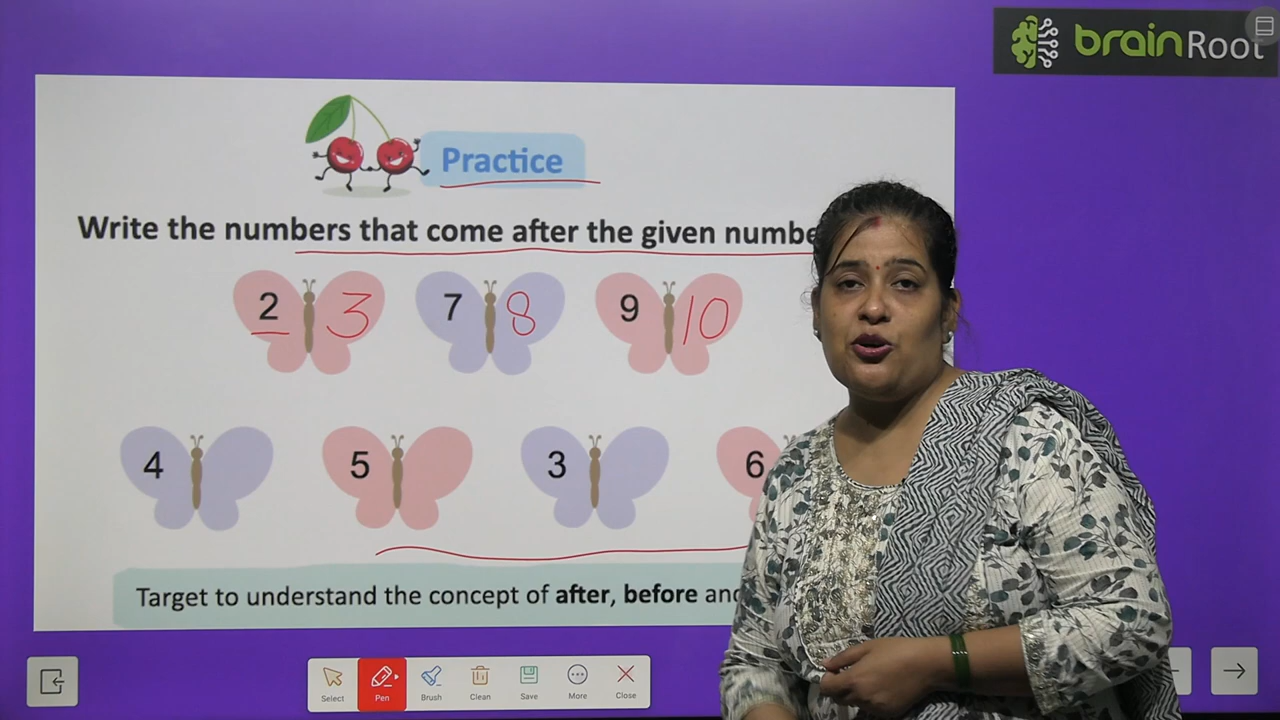 brainRoot
Practice
Write the numbers that come after the given
2 3 7 8 9 10
4 5 3 6
Target to understand the concept of after, before and
Select Pen Brush Clean Save More Close